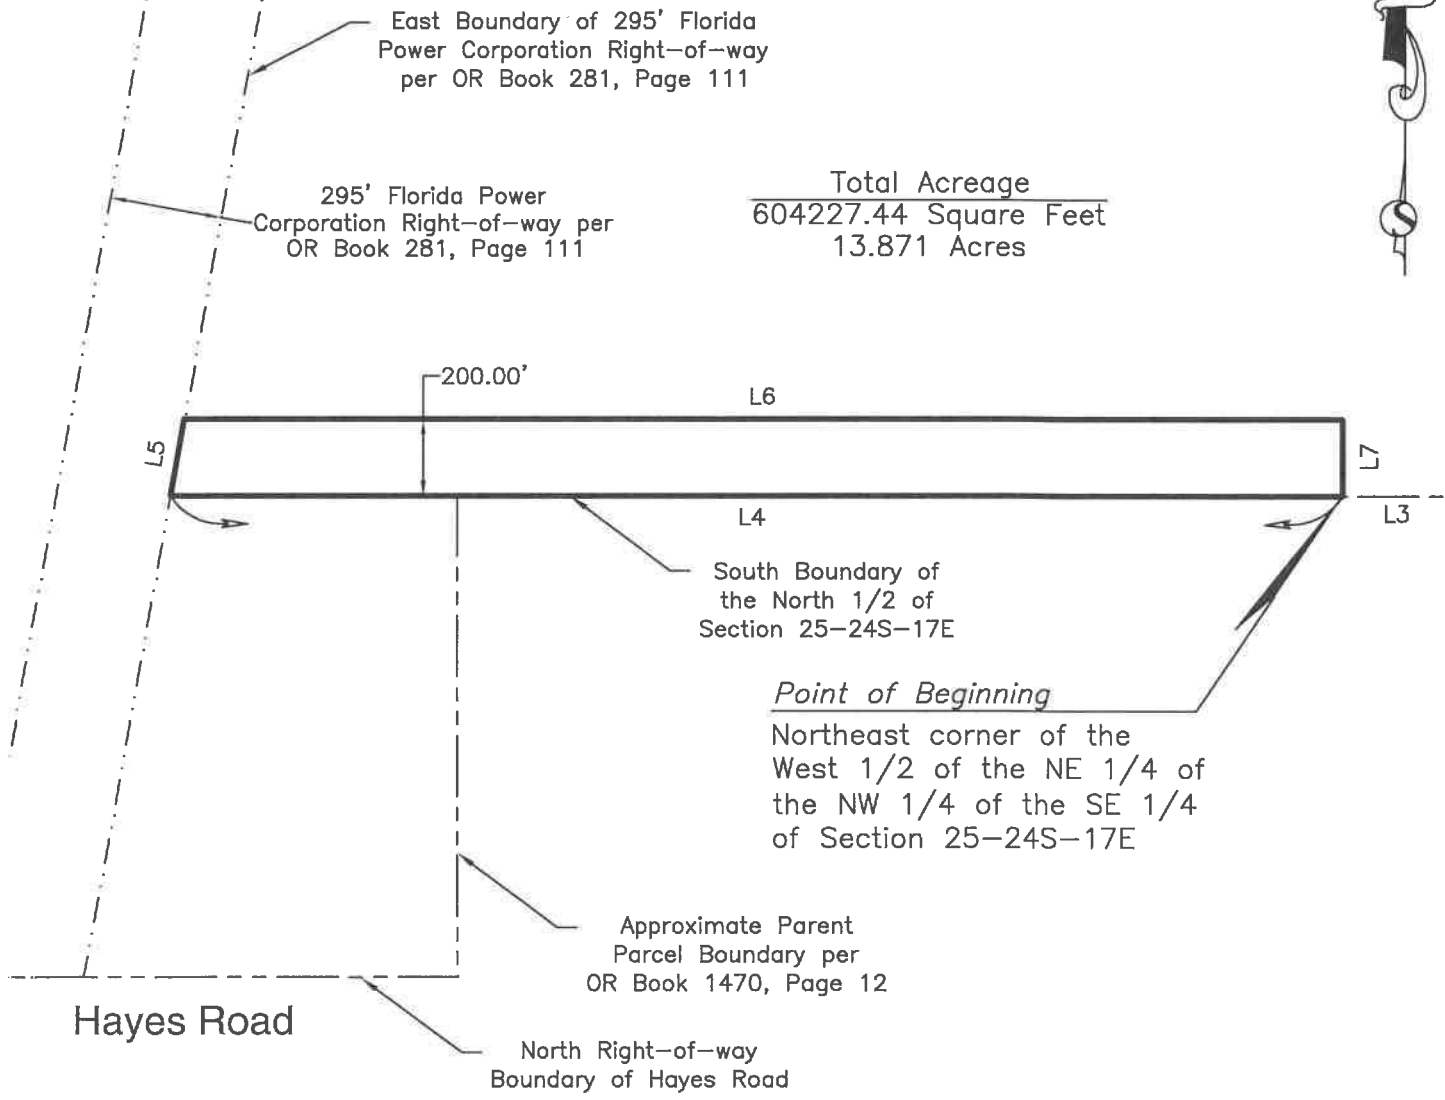 East Boundary of 295' Florida
Power Corporation Right-of-way
per OR Book 281, Page 111
295' Florida Power
Corporation Right-of-way per
OR Book 281, Page 111
Total Acreage
604227.44 Square Feet
13.871 Acres
S
200.00'
L6
L5
L7
L4
L3
South Boundary of
the North 1/2 of
Section 25-24S-17E
Point of Beginning
Northeast corner of the
West 1/2 of the NE 1/4 of
the NW 1/4 of the SE 1/4
of Section 25-24S-17E
Approximate Parent
Parcel Boundary per
OR Book 1470, Page 12
Hayes Road
North Right-of-way
Boundary of Hayes Road